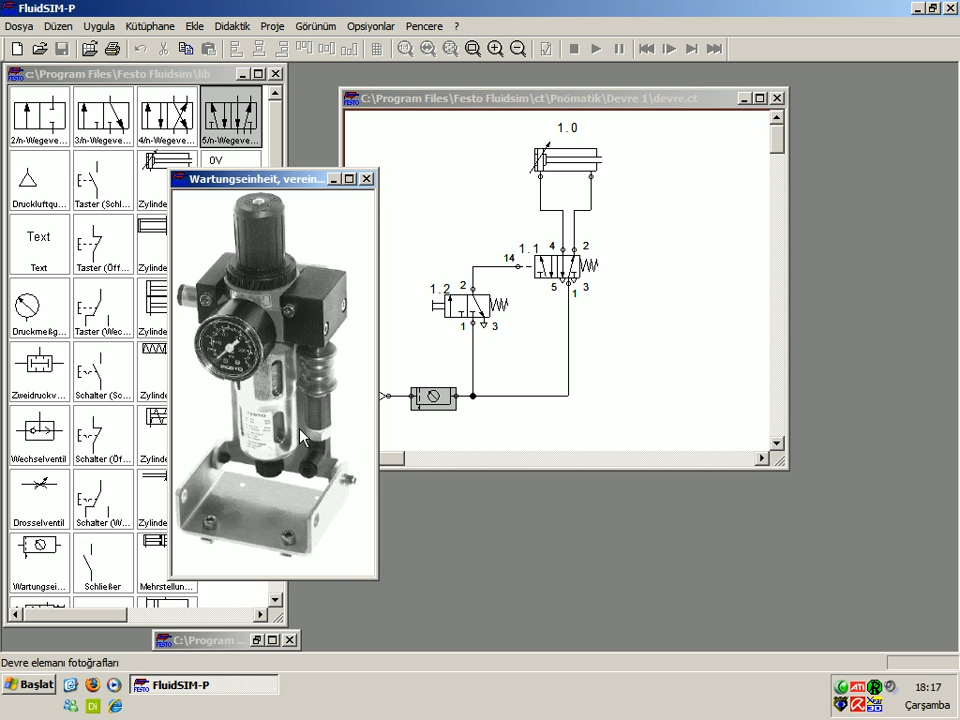 FluidSIM-P
Dosya Düzen Uygula Kütüphane Ekle Didaktik Proje Görünüm Opsiyonlar Pencere ?
c:\Program Files\Festo Fluidsim\lib
2/n-Wegeve... 3/n-Wegeve... 4/n-Wegeve... 5/n-Wegeve...
0V
Druckluftqu... Taster (Schl... Zylind
Text
Text Taster (Öff... Zylinde
Druckmeßg... Taster (Wec... Zylinde
Zweidruckw... Schalter (Sc... Zylinde
Wechselventil Schalter (Öf... Zylinde
Drosselventil Schalter (W... Zylinde
Wartungsei... Schließer Mehrstellun...
Wartungseinheit, verein...
FESTO
C:\Program Files\Festo Fluidsim\ct\Pnömatik\Devre 1\devre.ct
1.0
1.1 4 2
14
5 3
1
1.2 2
1 3
C:\Program ...
Devre elemanı fotoğrafları
Başlat FluidSIM-P 18:17
Çarşamba